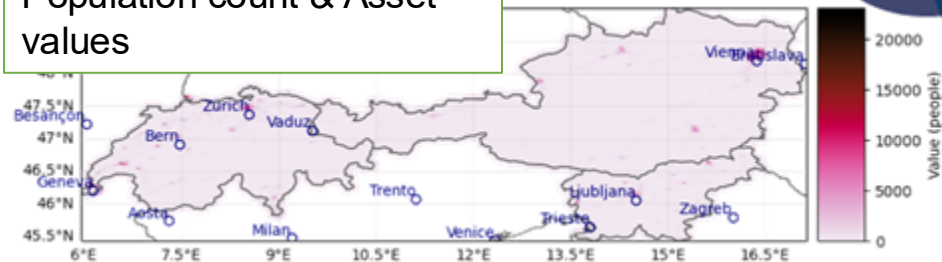 Population count & Asset
values
48°N
47.5°N
47°N
46.5°N
46°N
45.5°N
6°E 7.5°E 9°E 10.5°E 12°E 13.5°E 15°E 16.5°E
Vienna Bratislava
Besançon
Zürich
Vaduz
Bern
Geneva
Aosta
Milan
Trento
Venice
Ljubljana
Trieste
Zagreb
20000
15000
10000
5000
0
Value (people)